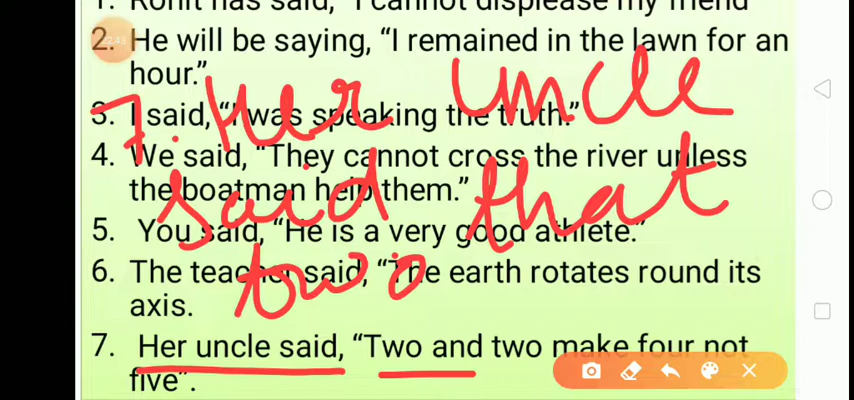 1. Rohit has said, "I cannot displease my friend
2. He will be saying, "I remained in the lawn for an
hour."
3. I said, "I was speaking the truth."
4. We said, "They cannot cross the river unless
the boatman help them."
5. You said, "He is a very good athlete."
6. The teacher said, "The earth rotates round its
axis.
7. Her uncle said, "Two and two make four not
five".
7. Her uncle
said that
two